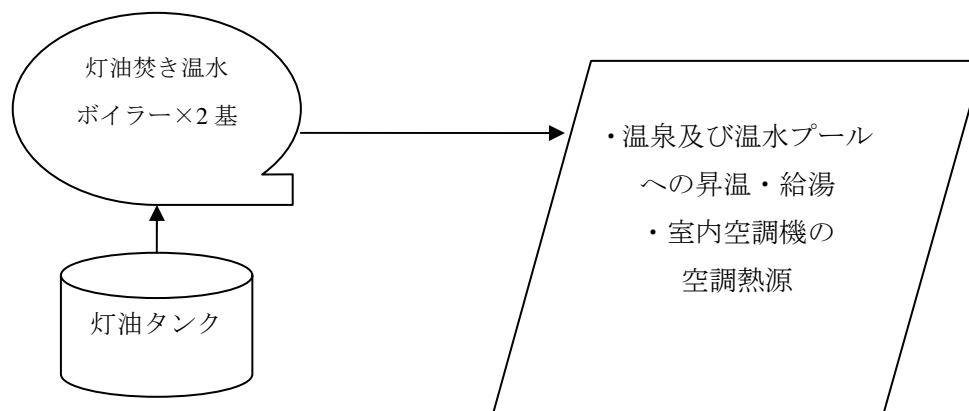 灯油焚き温水
ボイラー×2 基
灯油タンク
・温泉及び温水プール
への昇温・給湯
・室内空調機の
空調熱源